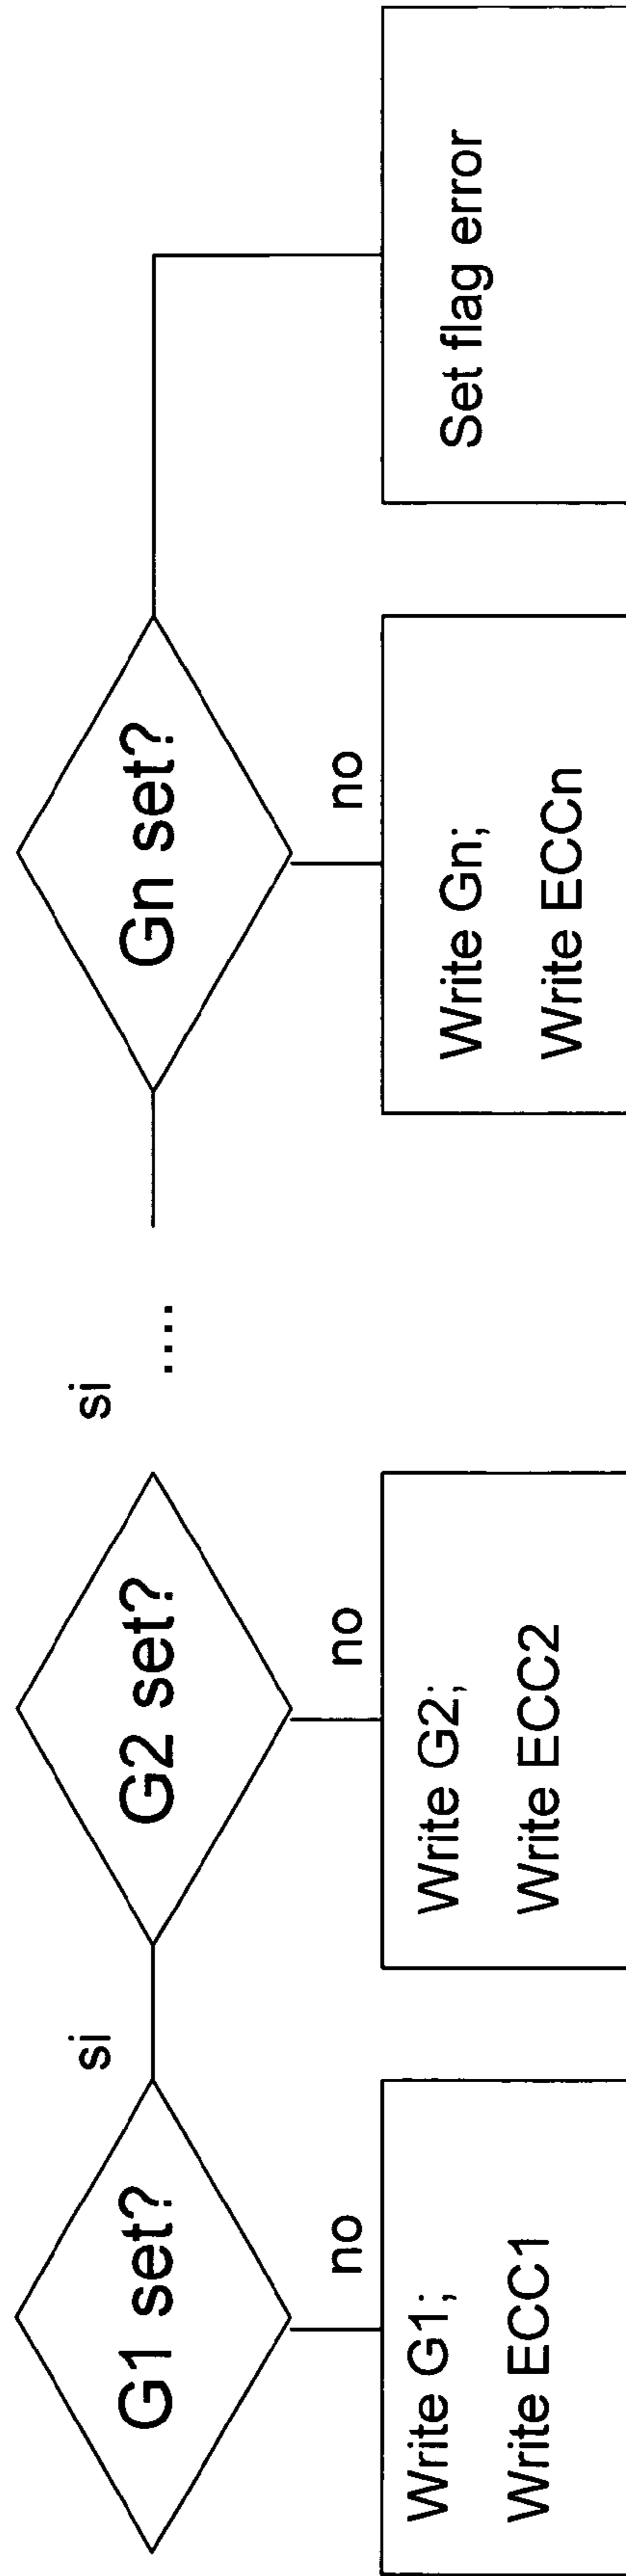 G1 set?
si
G2 set?
si
....
Gn set?
no
no
no
Write G1;
Write ECC1
Write G2;
Write ECC2
Write Gn;
Write ECCn
Set flag error